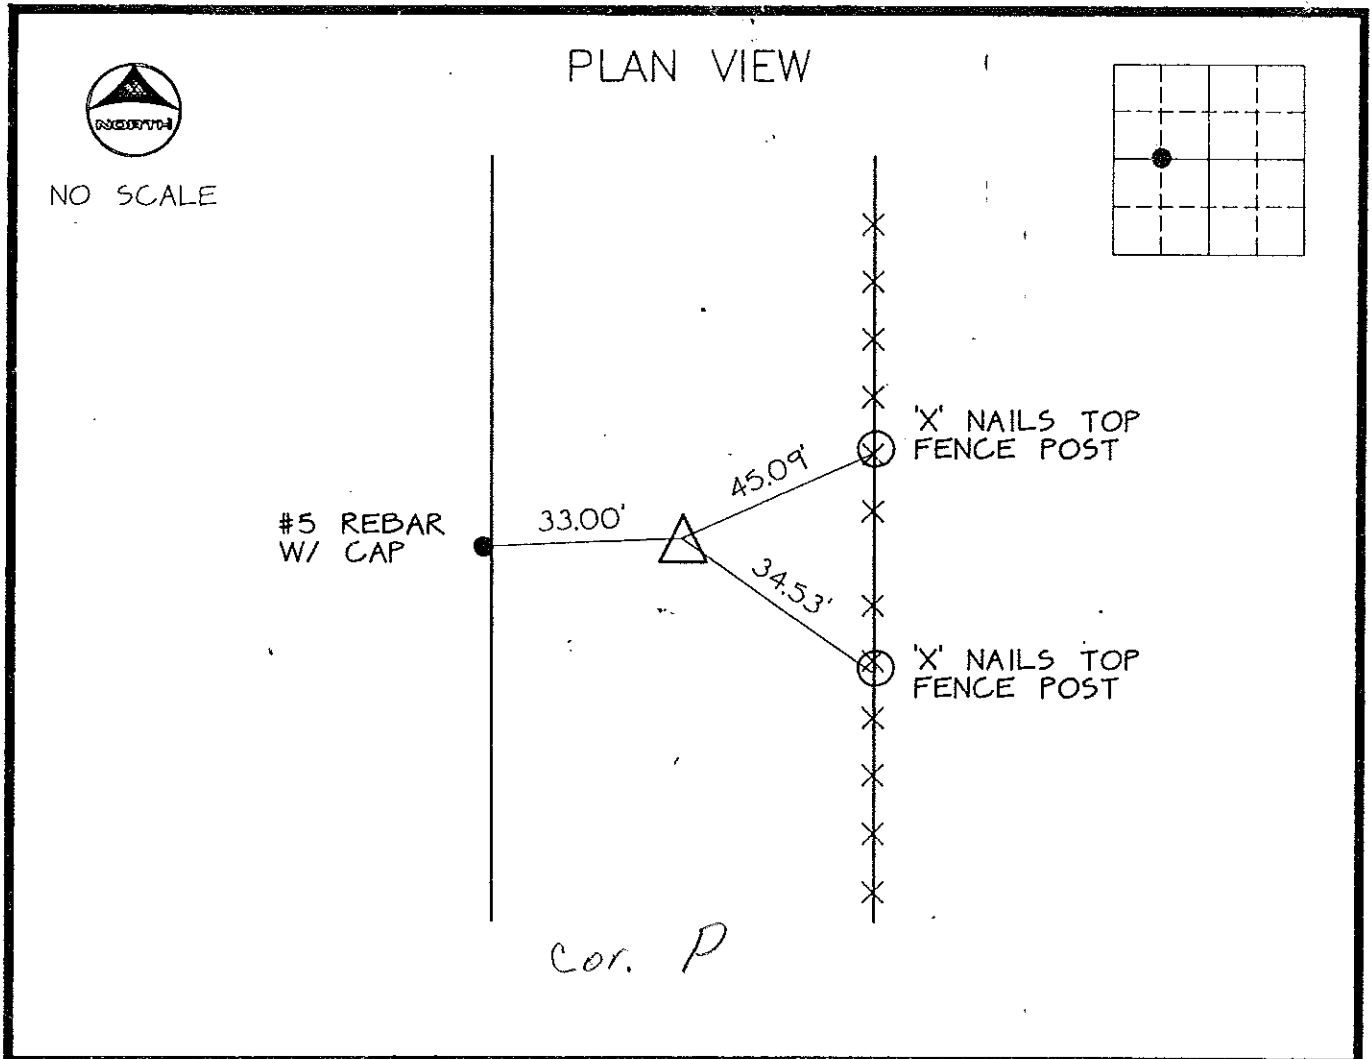 PLAN VIEW
NORTH
NO SCALE
'X' NAILS TOP
FENCE POST
45.09'
#5 REBAR
W/ CAP
33.00'
34.53'
'X' NAILS TOP
FENCE POST
Cor. P